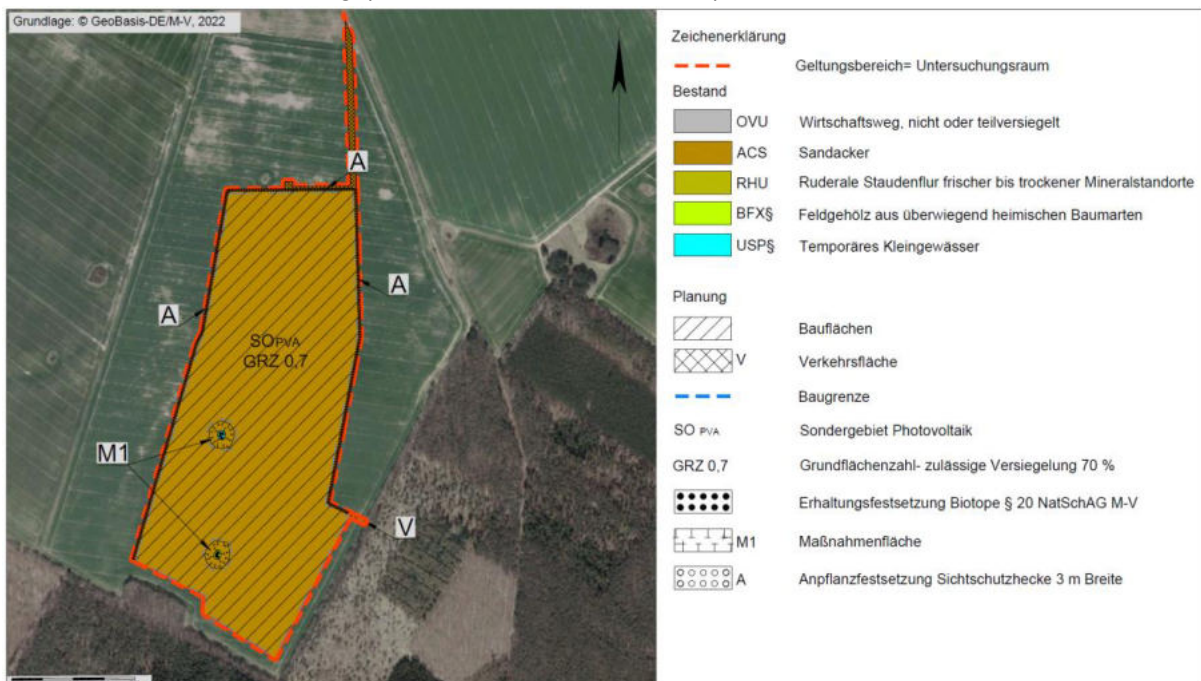 Grundlage: © GeoBasis-DE/M-V, 2022
A
A
A
SO PVA
GRZ 0,7
M1
V
Zeichenerklärung
Geltungsbereich= Untersuchungsraum
Bestand
OVU Wirtschaftsweg, nicht oder teilversiegelt
ACS Sandacker
RHU Ruderale Staudenflur frischer bis trockener Mineralstandorte
BFX§ Feldgehölz aus überwiegend heimischen Baumarten
USP§ Temporäres Kleingewässer
Planung
Bauflächen
V Verkehrsfläche
Baugrenze
SO PVA Sondergebiet Photovoltaik
GRZ 0,7 Grundflächenzahl- zulässige Versiegelung 70 %
Erhaltungsfestsetzung Biotope § 20 NatSchAG M-V
M1 Maßnahmenfläche
A Anpflanzfestsetzung Sichtschutzhecke 3 m Breite